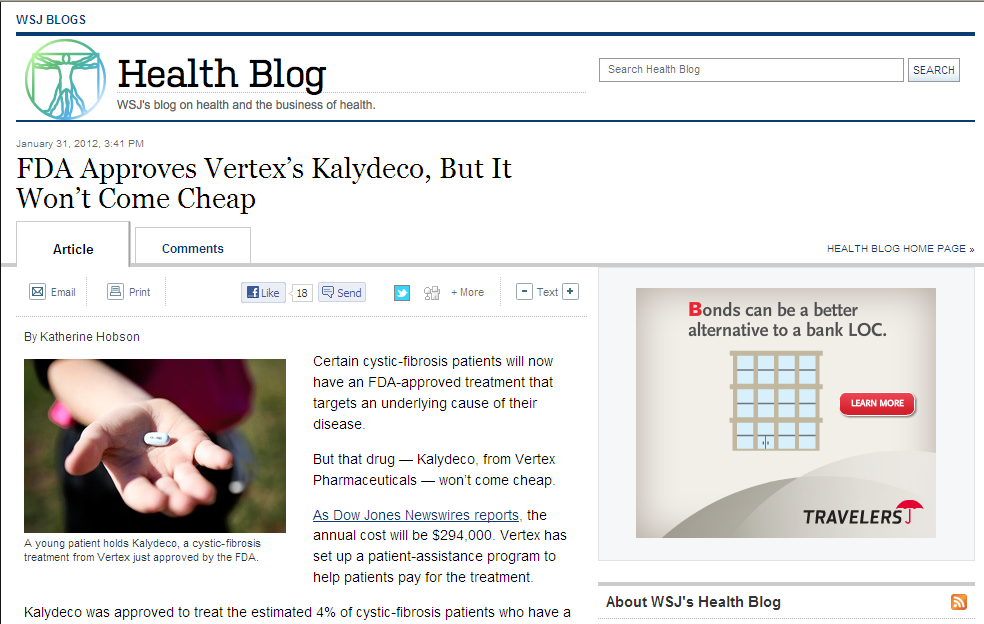 WSJ BLOGS
Health Blog
WSJ's blog on health and the business of health.
Search Health Blog
SEARCH
January 31, 2012, 3:41 PM
FDA Approves Vertex's Kalydeco, But It
Won't Come Cheap
Article
Comments
HEALTH BLOG HOME PAGE »
Email
Print
Like
18
Send
+ More
- Text +
By Katherine Hobson
A young patient holds Kalydeco, a cystic-fibrosis
treatment from Vertex just approved by the FDA.
Certain cystic-fibrosis patients will now
have an FDA-approved treatment that
targets an underlying cause of their
disease.
But that drug — Kalydeco, from Vertex
Pharmaceuticals — won't come cheap.
As Dow Jones Newswires reports, the
annual cost will be $294,000. Vertex has
set up a patient-assistance program to
help patients pay for the treatment.
Kalydeco was approved to treat the estimated 4% of cystic-fibrosis patients who have a
Bonds can be a better
alternative to a bank LOC.
LEARN MORE
TRAVELERS
About WSJ's Health Blog